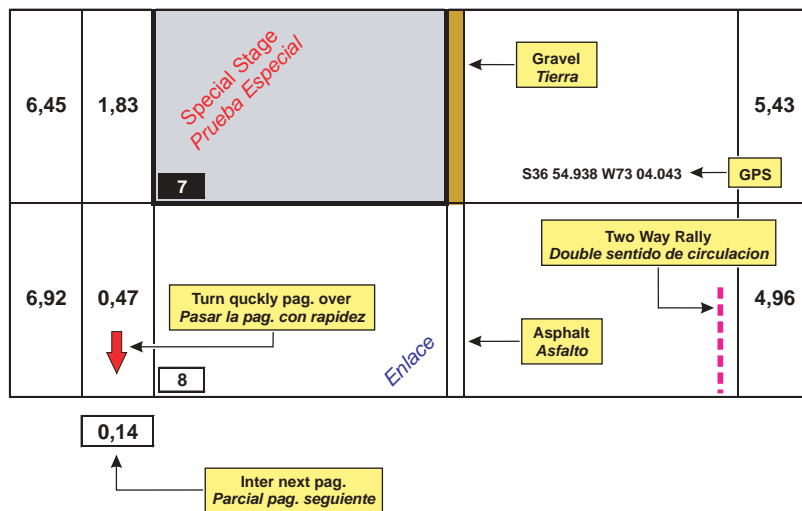 6,45
1,83
Special Stage
Prueba Especial
7
Gravel
Tierra
S36 54.938 W73 04.043
GPS
5,43
6,92
0,47
Turn quckly pag. over
Pasar la pag. con rapidez
8
Enlace
Asphalt
Asfalto
Two Way Rally
Double sentido de circulacion
4,96
0,14
Inter next pag.
Parcial pag. seguiente